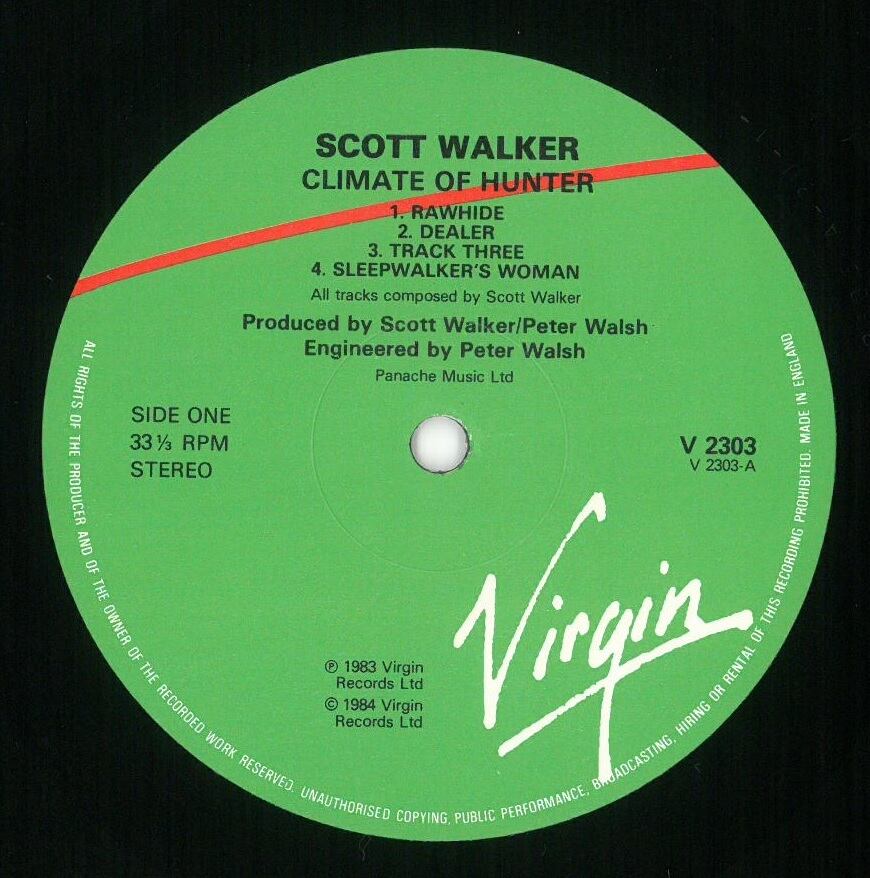 SCOTT WALKER
CLIMATE OF HUNTER
1. RAWHIDE
2. DEALER
3. TRACK THREE
4. SLEEPWALKER'S WOMAN
All tracks composed by Scott Walker
Produced by Scott Walker/Peter Walsh
Engineered by Peter Walsh
Panache Music Ltd
SIDE ONE
33⅓ RPM
STEREO
V 2303
V 2303-A
Virgin
℗ 1983 Virgin
Records Ltd
© 1984 Virgin
Records Ltd
ALL RIGHTS OF THE PRODUCER AND OF THE OWNER OF THE RECORDED WORK RESERVED. UNAUTHORISED COPYING, PUBLIC PERFORMANCE, BROADCASTING, HIRING OR RENTAL OF THIS RECORDING PROHIBITED. MADE IN ENGLAND